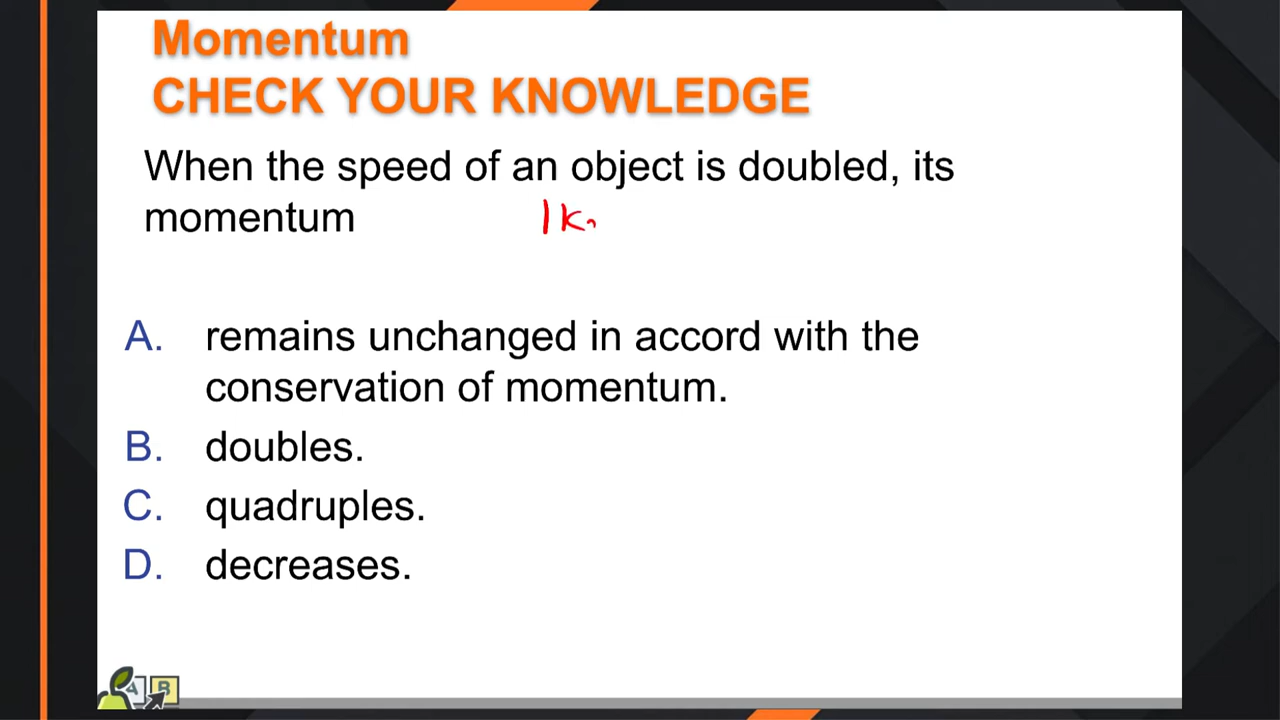 Momentum
CHECK YOUR KNOWLEDGE
When the speed of an object is doubled, its
momentum
A. remains unchanged in accord with the
conservation of momentum.
B. doubles.
C. quadruples.
D. decreases.
A B